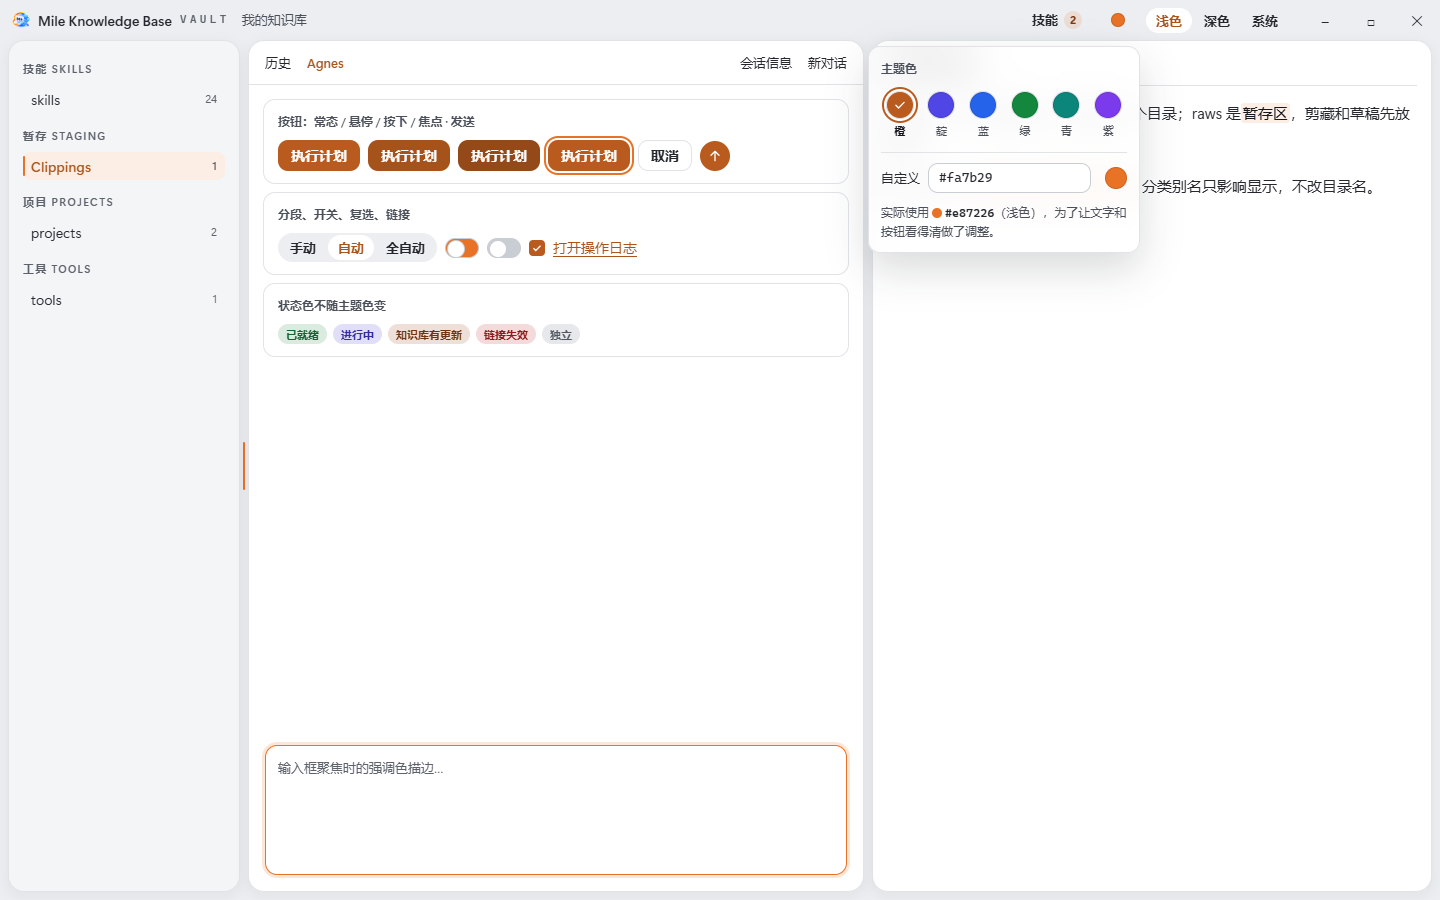 Mile Knowledge Base VAULT 我的知识库
技能 2 浅色 深色 系统
技能 SKILLS
skills 24
暂存 STAGING
Clippings 1
项目 PROJECTS
projects 2
工具 TOOLS
tools 1
历史 Agnes 会话信息 新对话
按钮：常态 / 悬停 / 按下 / 焦点 · 发送
执行计划 执行计划 执行计划 执行计划 取消
分段、开关、复选、链接
手动 自动 全自动 打开操作日志
状态色不随主题色变
已就绪 进行中 知识库有更新 链接失效 独立
输入框聚焦时的强调色描边...
主题色
橙 靛 蓝 绿 青 紫
自定义 #fa7b29
实际使用 #e87226（浅色），为了让文字和
按钮看得清做了调整。
个目录；raws 是暂存区，剪藏和草稿先放
分类别名只影响显示，不改目录名。